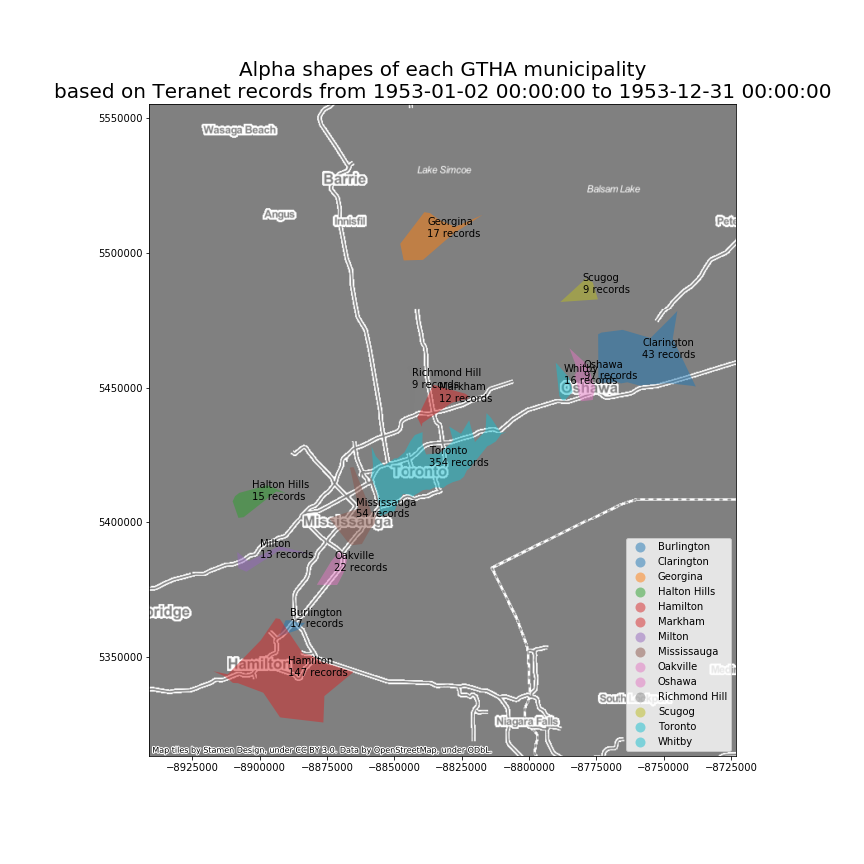 Alpha shapes of each GTHA municipality
based on Teranet records from 1953-01-02 00:00:00 to 1953-12-31 00:00:00
5550000
5500000
5450000
5400000
5350000
Wasaga Beach
Lake Simcoe
Barrie
Balsam Lake
Angus
Innisfil
Georgina
17 records
Scugog
9 records
Clarington
43 records
Oshawa
97 records
Whitby
16 records
Oshawa
Richmond Hill
9 records
Markham
12 records
Toronto
354 records
Toronto
Halton Hills
15 records
Mississauga
54 records
Mississauga
Milton
13 records
Oakville
22 records
Burlington
17 records
Hamilton
147 records
Hamilton
Niagara Falls
Burlington
Clarington
Georgina
Halton Hills
Hamilton
Markham
Milton
Mississauga
Oakville
Oshawa
Richmond Hill
Scugog
Toronto
Whitby
Map tiles by Stamen Design, under CC BY 3.0. Data by OpenStreetMap, under ODbL.
−8925000
−8900000
−8875000
−8850000
−8825000
−8800000
−8775000
−8750000
−8725000